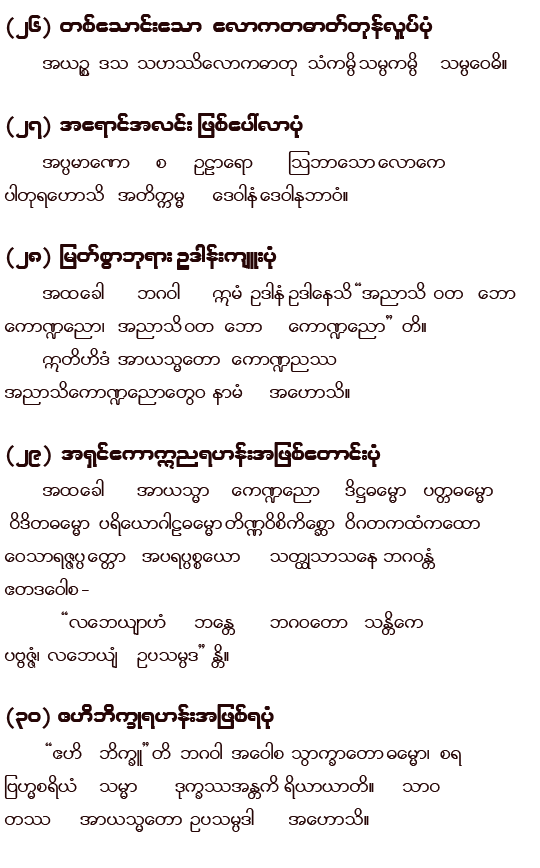 (၂၆) တစ်သောင်းသော လောကတဓာတ်တုန်လှုပ်ပုံ
အယဉ္စ ဒသ သဟဿိလောကဓာတု သံကမ္ပိသမ္ပကမ္ပိ သမ္ပဝေဓိ။
(၂၇) အရောင်အလင်း ဖြစ်ပေါ်လာပုံ
အပ္ပမာဏော စ ဥဠာရော ဩဘာသောလောကေ
ပါတုရဟောသိ အတိက္ကမ္မ ဒေဝါနံဒေဝါနုဘာဝံ။
(၂၈) မြတ်စွာဘုရား ဥဒါန်းကျူးပုံ
အထခေါ ဘဂဝါ ဣမံ ဥဒါနံဥဒါနေသိ“အညာသိ ဝတ ဘော
ကောဏ္ဍညော၊ အညာသိဝတ ဘော ကောဏ္ဍညော” တိ။
ဣတိဟိဒံ အာယသ္မတော ကောဏ္ဍညဿ
အညာသိကောဏ္ဍညောတွေဝ နာမံ အဟောသိ။
(၂၉) အရှင်ကောဣညရဟန်းအဖြစ်တောင်းပုံ
အထခေါ အာယသ္မာ ကေဏ္ဍညော ဒိဋ္ဌဓမ္မော ပတ္တဓမ္မော
ဝိဒိတဓမ္မော ပရိယောဂါဠဓမ္မောတိဏ္ဏဝိစိကိစ္ဆော ဝိဂတကထံကထော
ဝေသာရဇ္ဇပ္ပတ္တော အပရပ္ပစ္စယော သတ္ထုသာသနေ ဘဂဝန္တံ
ဧတဒဝေါစ–
“လဘေယျာဟံ ဘန္တေ ဘဂဝတော သန္တိကေ
ပဗ္ဗဇ္ဇံ၊ လဘေယျံ ဥပသမ္ပဒ” န္တိ။
(၃၀) ဧဟိဘိက္ခုရဟန်းအဖြစ်ရပုံ
“ဧဟိ ဘိက္ခူ”တိ ဘဂဝါ အဝေါစ သွာက္ခာတောဓမ္မော၊ စရ
ဗြဟ္မစရိယံ သမ္မာ ဒုက္ခဿအန္တကိ ရိယာယာတိ။ သာဝ
တဿ အာယသ္မတော ဥပသမ္ပဒါ အဟောသိ။